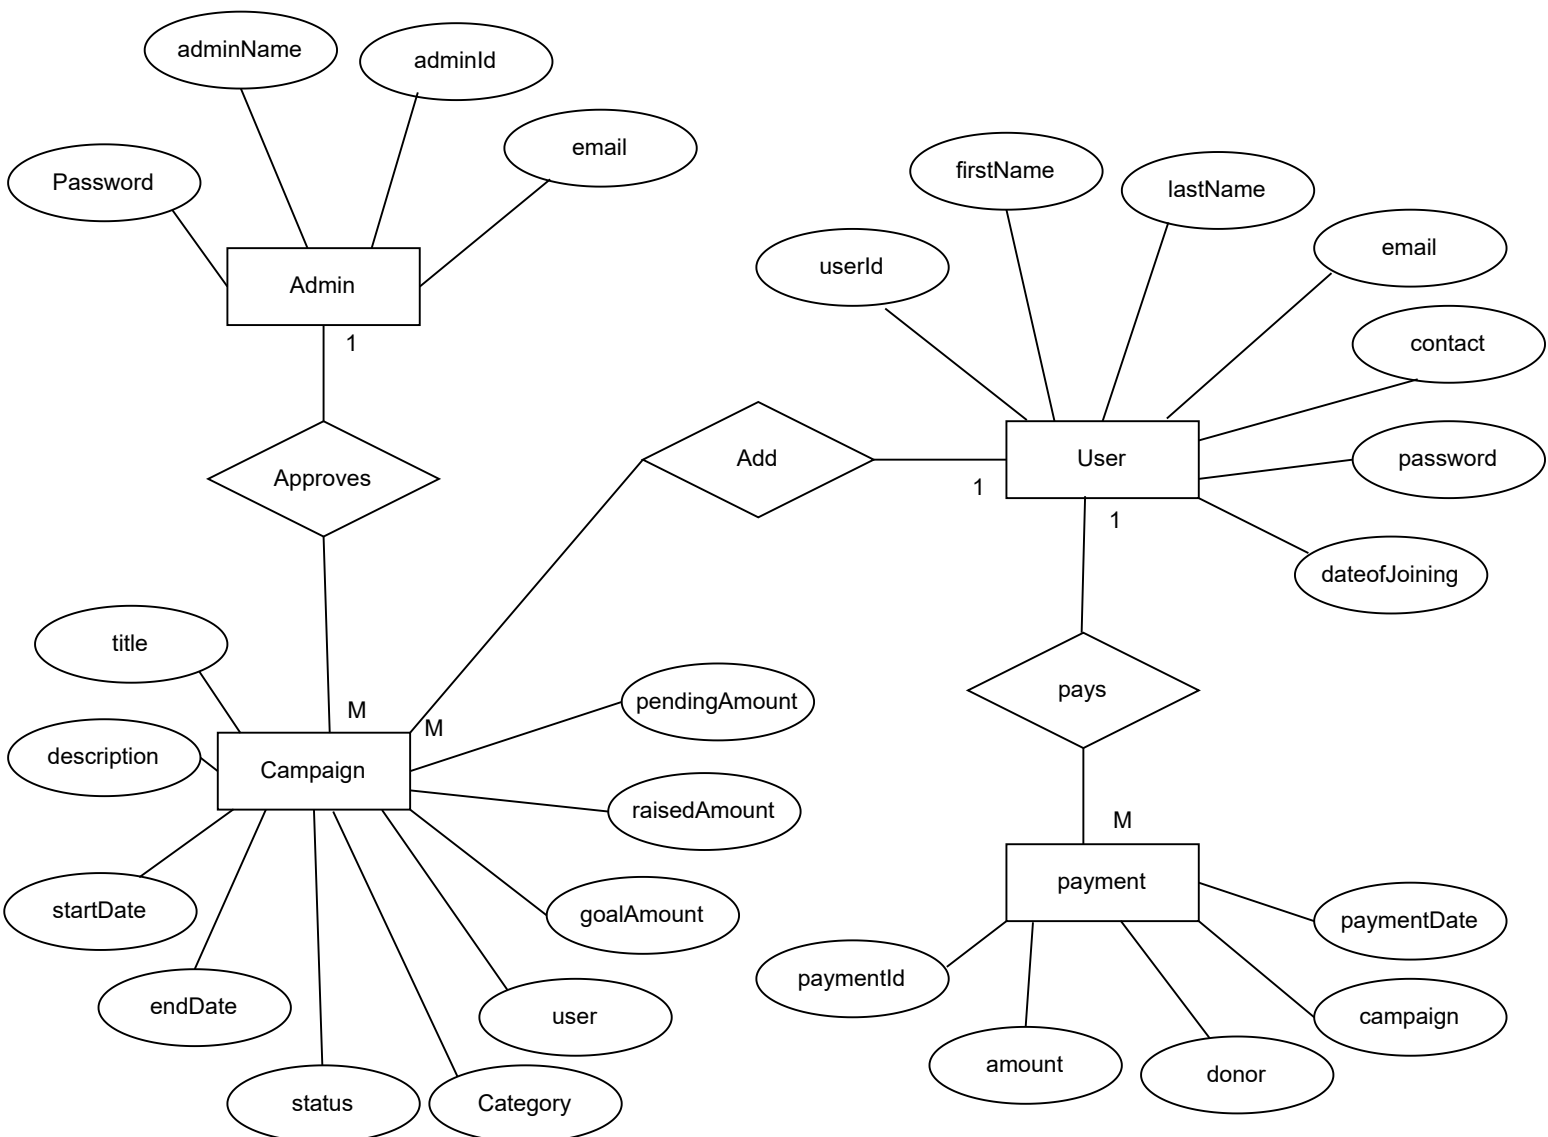 adminName
adminId
email
Password
Admin
1
firstName
lastName
email
userId
contact
User
password
Add
1
1
Approves
dateofJoining
title
pendingAmount
pays
M
M
description
Campaign
raisedAmount
M
payment
startDate
goalAmount
paymentDate
paymentId
endDate
user
campaign
amount
donor
status
Category